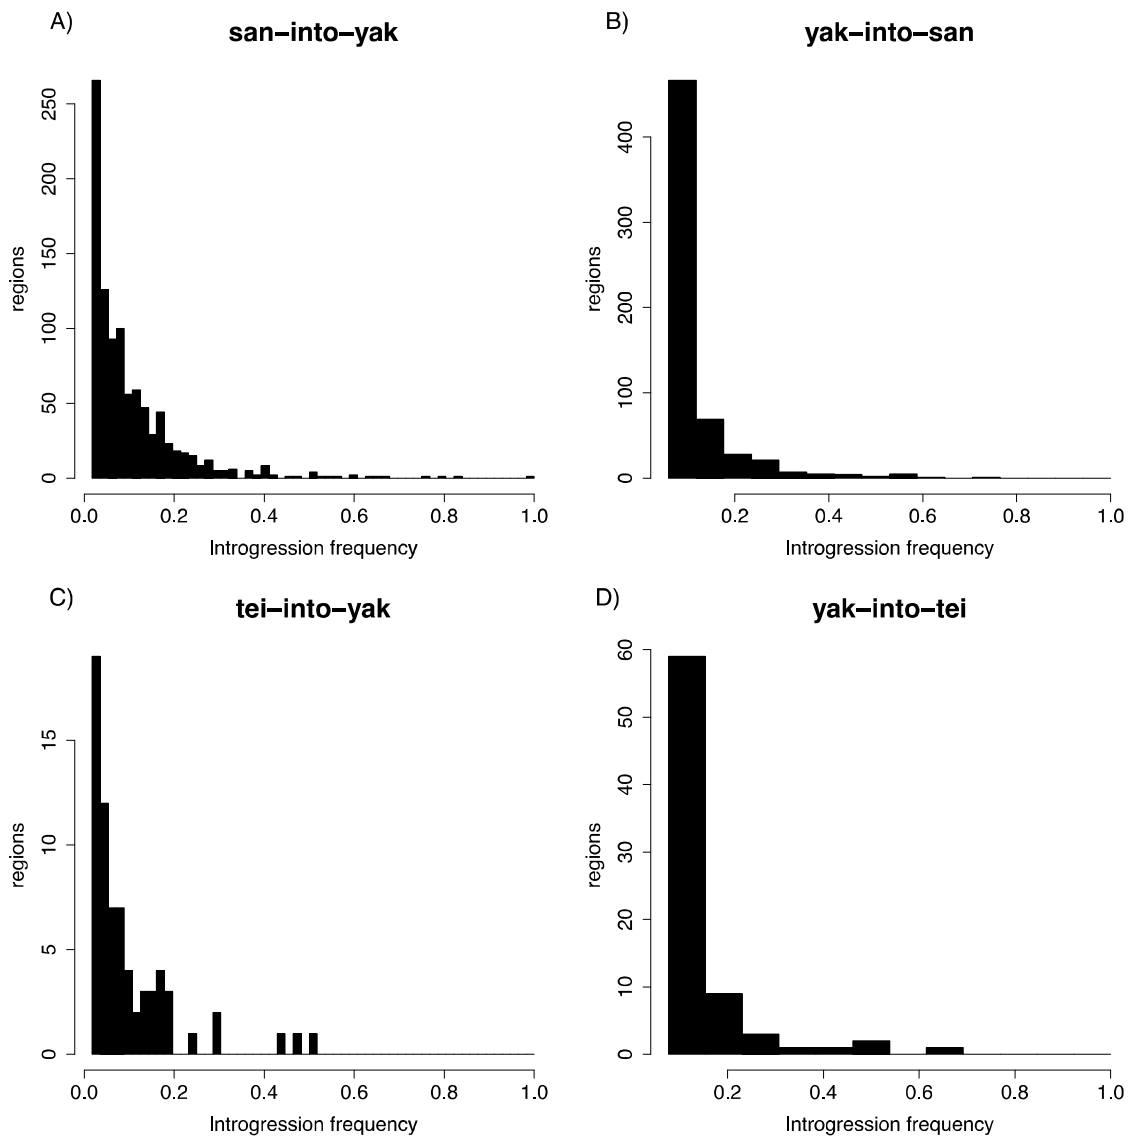 A)
san–into–yak
regions
0
50
100
150
200
250
0.0 0.2 0.4 0.6 0.8 1.0
Introgression frequency
B)
yak–into–san
regions
0
100
200
300
400
0.2 0.4 0.6 0.8 1.0
Introgression frequency
C)
tei–into–yak
regions
0
5
10
15
0.0 0.2 0.4 0.6 0.8 1.0
Introgression frequency
D)
yak–into–tei
regions
0
10
20
30
40
50
60
0.2 0.4 0.6 0.8 1.0
Introgression frequency